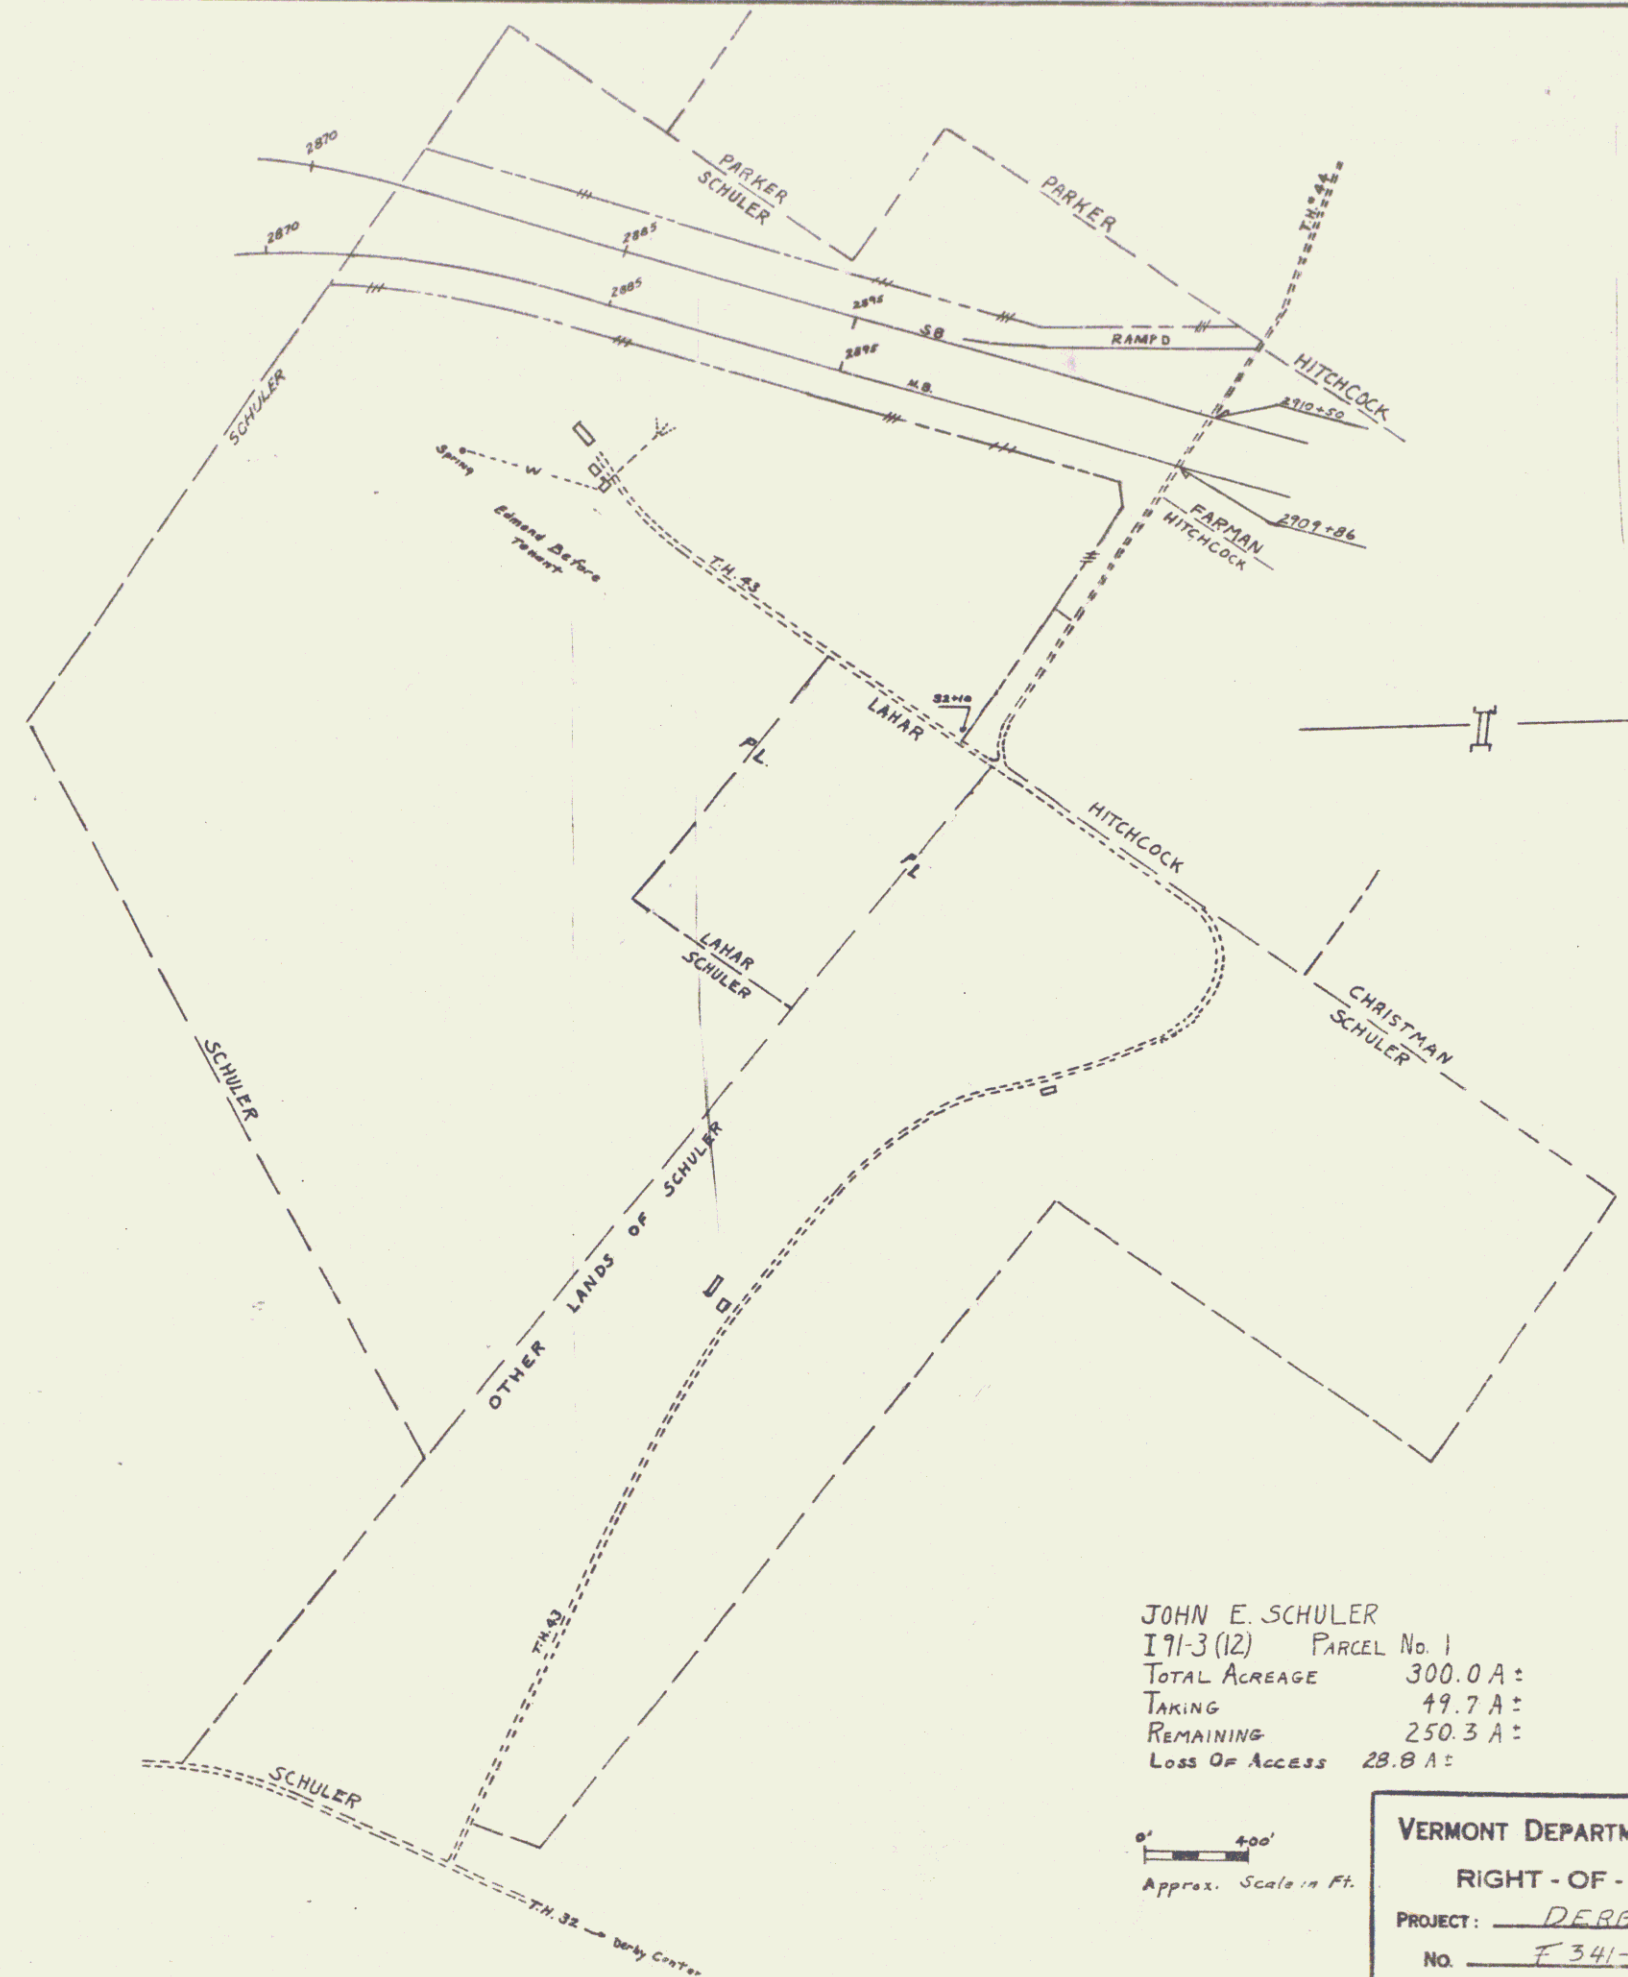 2870
PARKER
SCHULER
PARKER
T.H. #44
2870
2885
2885
2895
S.B.
RAMP D
2895
N.B.
HITCHCOCK
2910+50
SCHULER
Spring
W
Edmond Before
Tenant
FARMAN
HITCHCOCK
2909+86
T.H. 43
32+10
LAHAR
P.L.
HITCHCOCK
P.L.
LAHAR
SCHULER
CHRISTMAN
SCHULER
SCHULER
OTHER LANDS OF SCHULER
T.H. 43
JOHN E. SCHULER
I 91-3 (12) PARCEL No. 1
TOTAL ACREAGE 300.0 A ±
TAKING 49.7 A ±
REMAINING 250.3 A ±
LOSS OF ACCESS 28.8 A ±
SCHULER
0' 400'
Approx. Scale in Ft.
T.H. 32 → Derby Center
VERMONT DEPARTM
RIGHT - OF -
PROJECT: DERB
No. F 341-